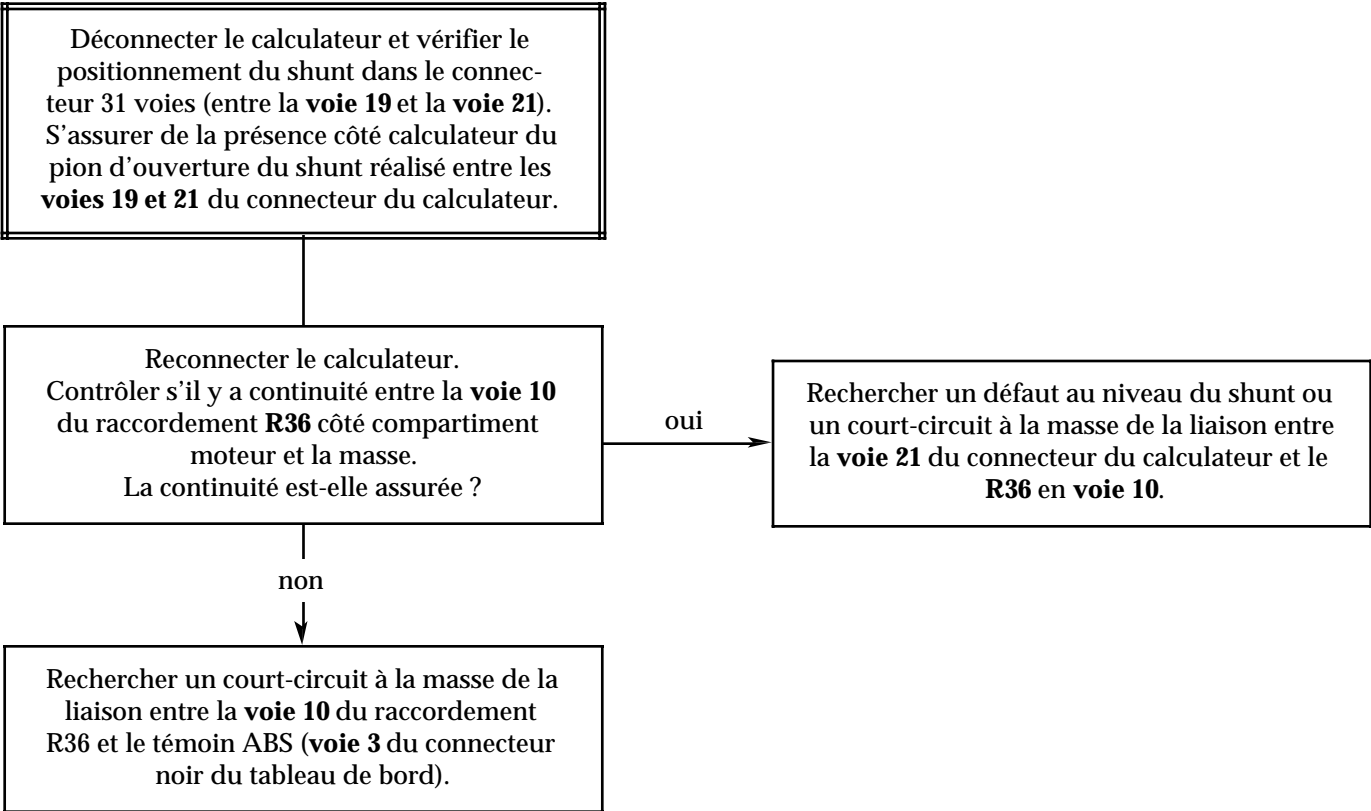 Déconnecter le calculateur et vérifier le
positionnement du shunt dans le connec-
teur 31 voies (entre la voie 19 et la voie 21).
S'assurer de la présence côté calculateur du
pion d'ouverture du shunt réalisé entre les
voies 19 et 21 du connecteur du calculateur.
Reconnecter le calculateur.
Contrôler s'il y a continuité entre la voie 10
du raccordement R36 côté compartiment
moteur et la masse.
La continuité est-elle assurée ?
oui
Rechercher un défaut au niveau du shunt ou
un court-circuit à la masse de la liaison entre
la voie 21 du connecteur du calculateur et le
R36 en voie 10.
non
Rechercher un court-circuit à la masse de la
liaison entre la voie 10 du raccordement
R36 et le témoin ABS (voie 3 du connecteur
noir du tableau de bord).